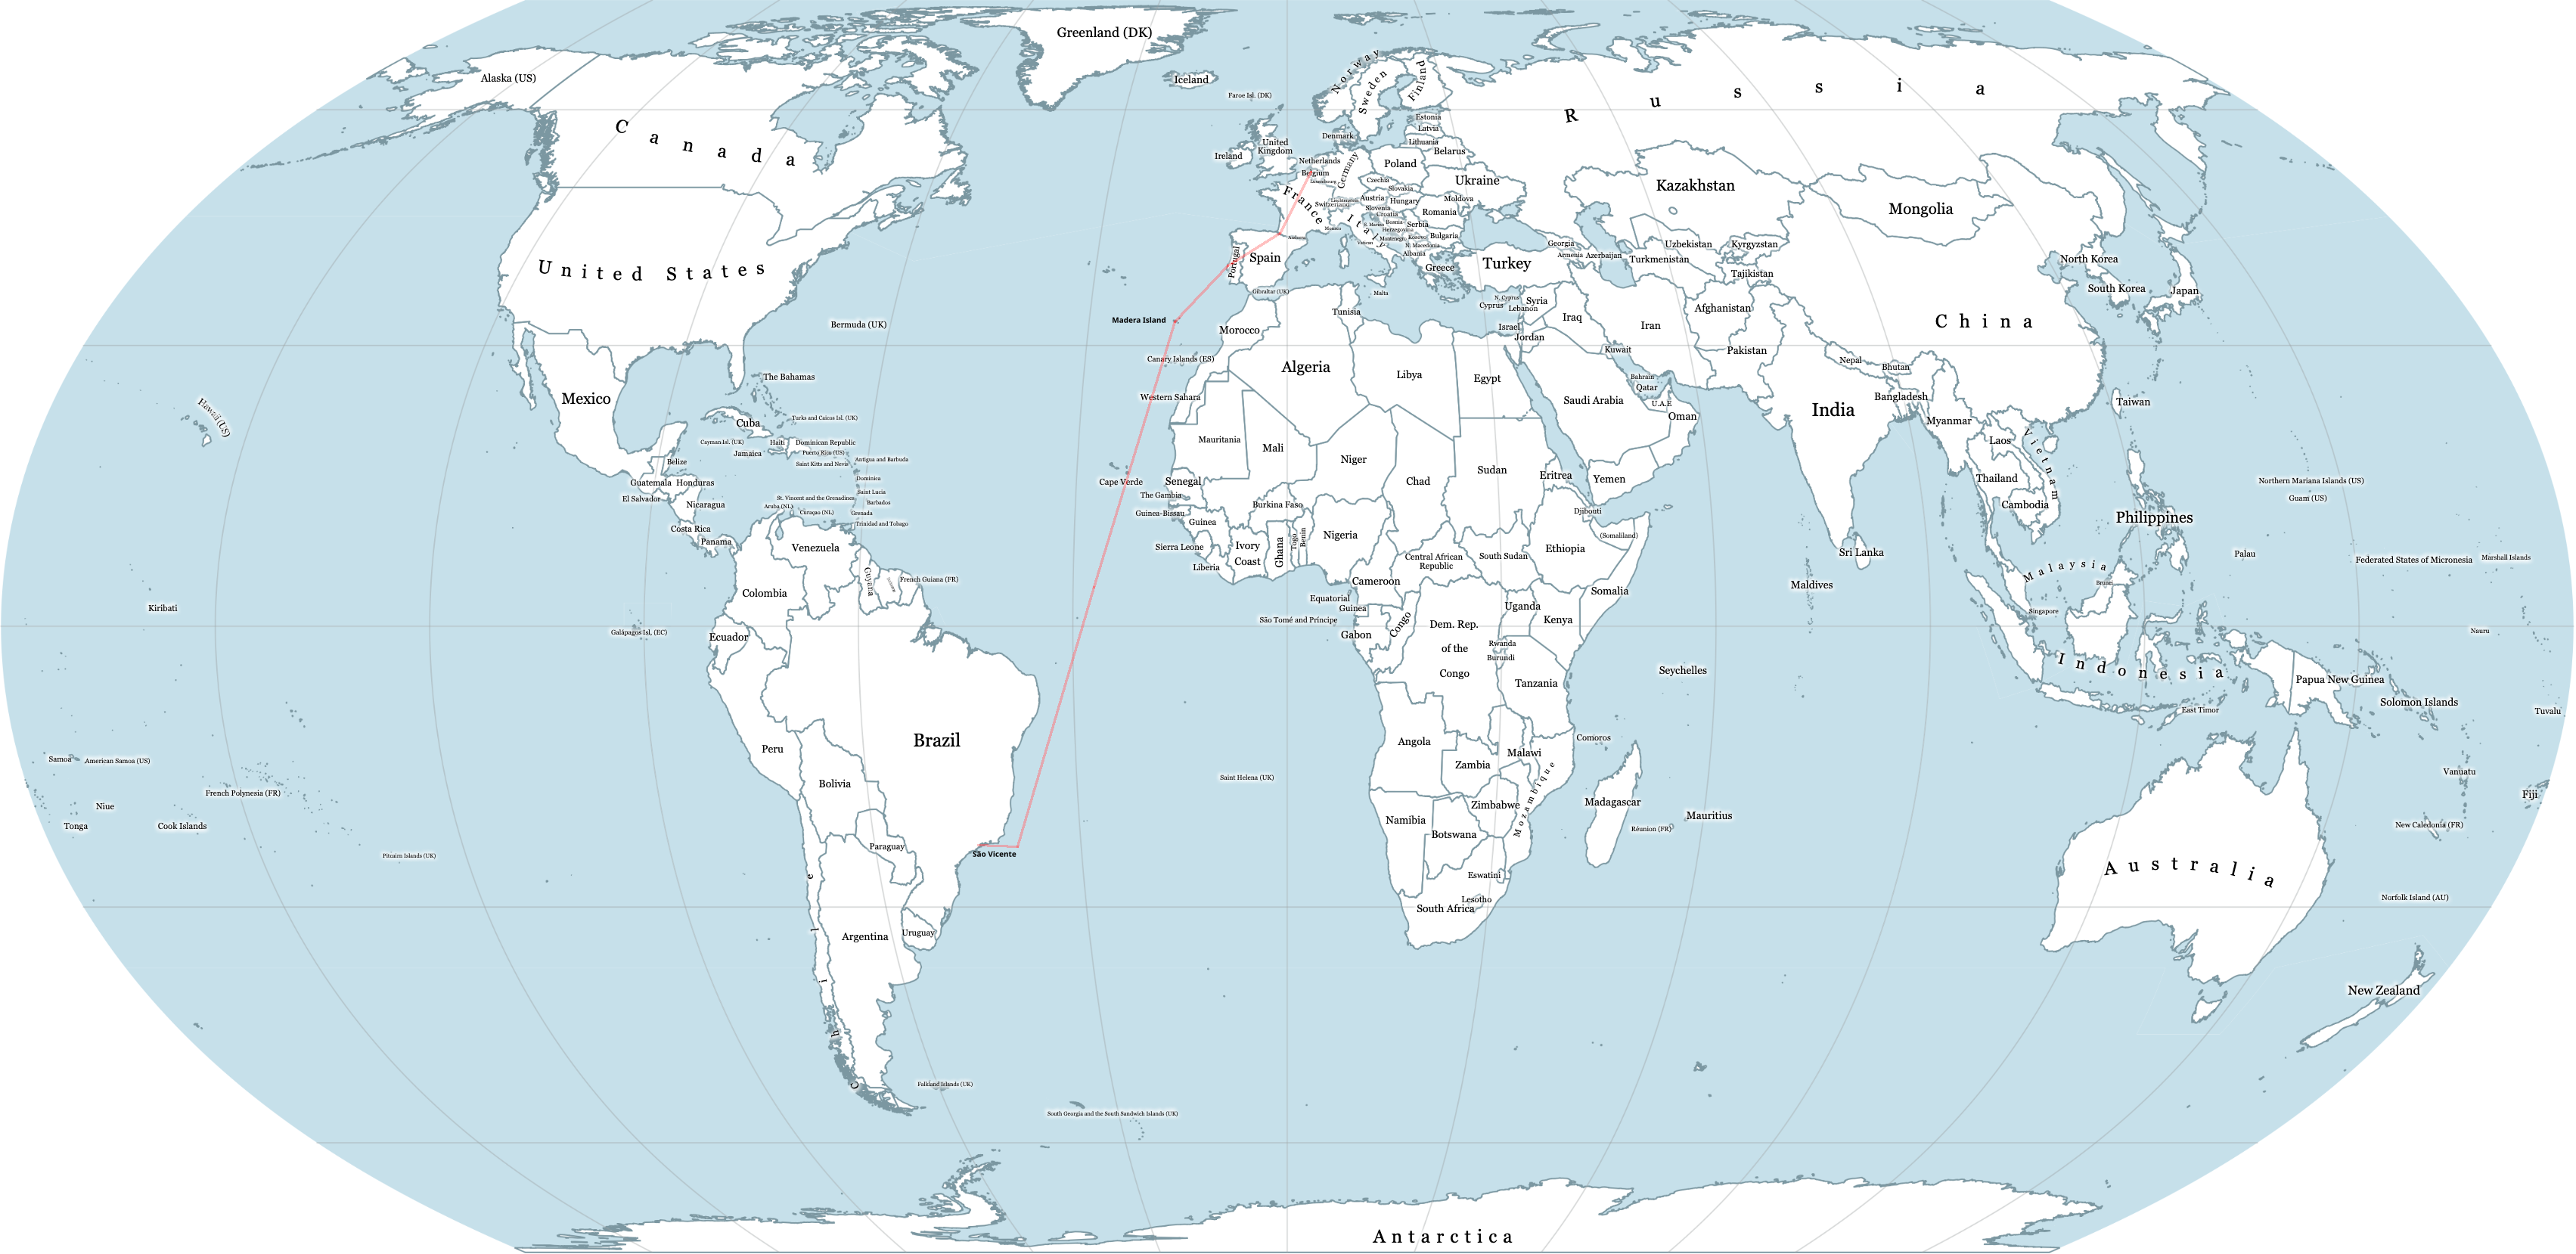 Greenland (DK)
Alaska (US)
Iceland
Norway
Sweden
Finland
Russia
Canada
Faroe Isl. (DK)
Estonia
Latvia
Lithuania
Denmark
United
Kingdom
Ireland
Netherlands
Belgium
Luxembourg
Germany
Poland
Belarus
Ukraine
Czechia
Slovakia
France
Switzerland
Liechtenstein
Austria
Hungary
Moldova
Slovenia
Croatia
Romania
Italy
S. Marino
Bosnia
Herzegovina
Serbia
Monaco
Andorra
Vatican
Montenegro
Kosovo
Bulgaria
N. Macedonia
Albania
Greece
Portugal
Spain
Gibraltar (UK)
Malta
Kazakhstan
Mongolia
Uzbekistan
Kyrgyzstan
Georgia
Armenia
Azerbaijan
Turkmenistan
Tajikistan
Turkey
North Korea
South Korea
Japan
China
United States
Bermuda (UK)
Madera Island
Morocco
Tunisia
N. Cyprus
Cyprus
Syria
Lebanon
Israel
Jordan
Iraq
Iran
Afghanistan
Pakistan
Kuwait
Canary Islands (ES)
Algeria
Libya
Egypt
Bahrain
Qatar
U.A.E
Saudi Arabia
Oman
Nepal
Bhutan
Bangladesh
India
Myanmar
Taiwan
Hawaii (US)
Mexico
The Bahamas
Cuba
Turks and Caicos Isl. (UK)
Cayman Isl. (UK)
Haiti
Dominican Republic
Jamaica
Puerto Rico (US)
Saint Kitts and Nevis
Antigua and Barbuda
Belize
Guatemala
Honduras
Dominica
Saint Lucia
El Salvador
Nicaragua
St. Vincent and the Grenadines
Barbados
Aruba (NL)
Curaçao (NL)
Grenada
Trinidad and Tobago
Costa Rica
Panama
Western Sahara
Mauritania
Mali
Niger
Chad
Sudan
Eritrea
Yemen
Cape Verde
Senegal
The Gambia
Guinea-Bissau
Guinea
Burkina Faso
Sierra Leone
Liberia
Ivory
Coast
Ghana
Togo
Benin
Nigeria
Djibouti
(Somaliland)
Ethiopia
Central African
Republic
South Sudan
Cameroon
Somalia
Laos
Vietnam
Thailand
Cambodia
Philippines
Northern Mariana Islands (US)
Guam (US)
Sri Lanka
Maldives
Malaysia
Brunei
Singapore
Palau
Federated States of Micronesia
Marshall Islands
Venezuela
Guyana
French Guiana (FR)
Colombia
Kiribati
Galápagos Isl. (EC)
Ecuador
Equatorial
Guinea
São Tomé and Príncipe
Gabon
Congo
Dem. Rep.
of the
Congo
Uganda
Kenya
Rwanda
Burundi
Tanzania
Seychelles
Indonesia
Nauru
Papua New Guinea
Solomon Islands
East Timor
Tuvalu
Brazil
Peru
Bolivia
Angola
Zambia
Malawi
Comoros
Mozambique
Zimbabwe
Madagascar
Mauritius
Réunion (FR)
Namibia
Botswana
Saint Helena (UK)
Samoa
American Samoa (US)
French Polynesia (FR)
Niue
Tonga
Cook Islands
Pitcairn Islands (UK)
Vanuatu
Fiji
New Caledonia (FR)
Paraguay
São Vicente
Chile
Argentina
Uruguay
Eswatini
Lesotho
South Africa
Australia
Norfolk Island (AU)
New Zealand
Falkland Islands (UK)
South Georgia and the South Sandwich Islands (UK)
Antarctica